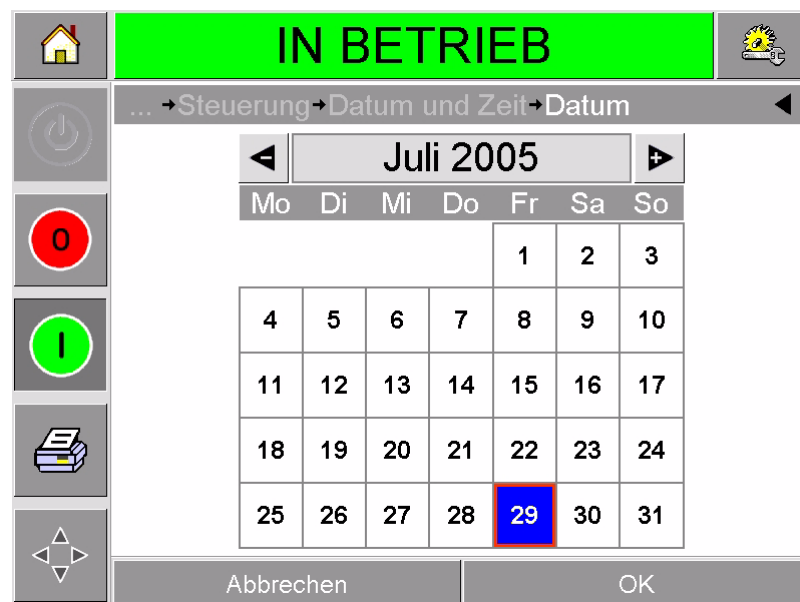 IN BETRIEB
... →Steuerung→Datum und Zeit→Datum
Juli 2005
Mo Di Mi Do Fr Sa So
1 2 3
0
4 5 6 7 8 9 10
I
11 12 13 14 15 16 17
18 19 20 21 22 23 24
25 26 27 28 29 30 31
Abbrechen OK